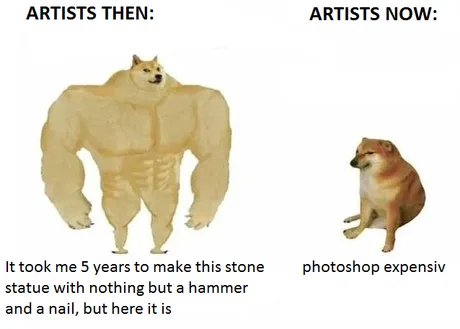 ARTISTS THEN:
ARTISTS NOW:
It took me 5 years to make this stone
statue with nothing but a hammer
and a nail, but here it is
photoshop expensiv